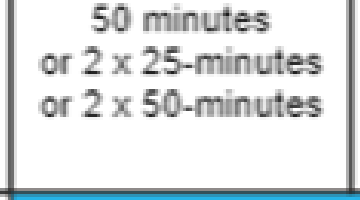 50 minutes
or 2 x 25-minutes
or 2 x 50-minutes